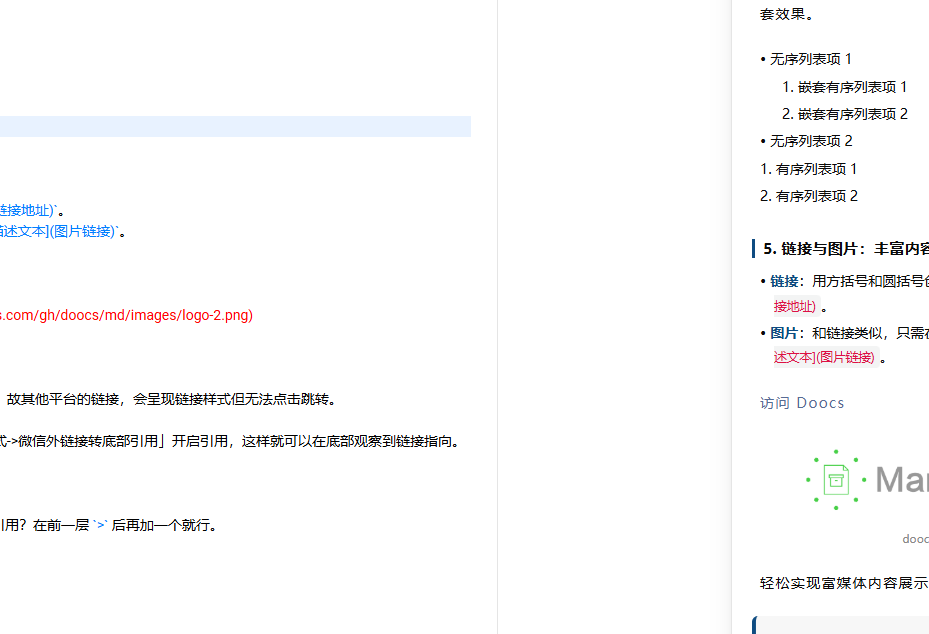 链接地址)`。
描述文本](图片链接)`。
s.com/gh/doocs/md/images/logo-2.png)
故其他平台的链接，会呈现链接样式但无法点击跳转。
式->微信外链接转底部引用」开启引用，这样就可以在底部观察到链接指向。
引用？在前一层 `>` 后再加一个就行。
套效果。
• 无序列表项 1
1. 嵌套有序列表项 1
2. 嵌套有序列表项 2
• 无序列表项 2
1. 有序列表项 1
2. 有序列表项 2
5. 链接与图片：丰富内容
• 链接：用方括号和圆括号
接地址) 。
• 图片：和链接类似，只需在
述文本](图片链接) 。
访问 Doocs
Mar
dooc
轻松实现富媒体内容展示